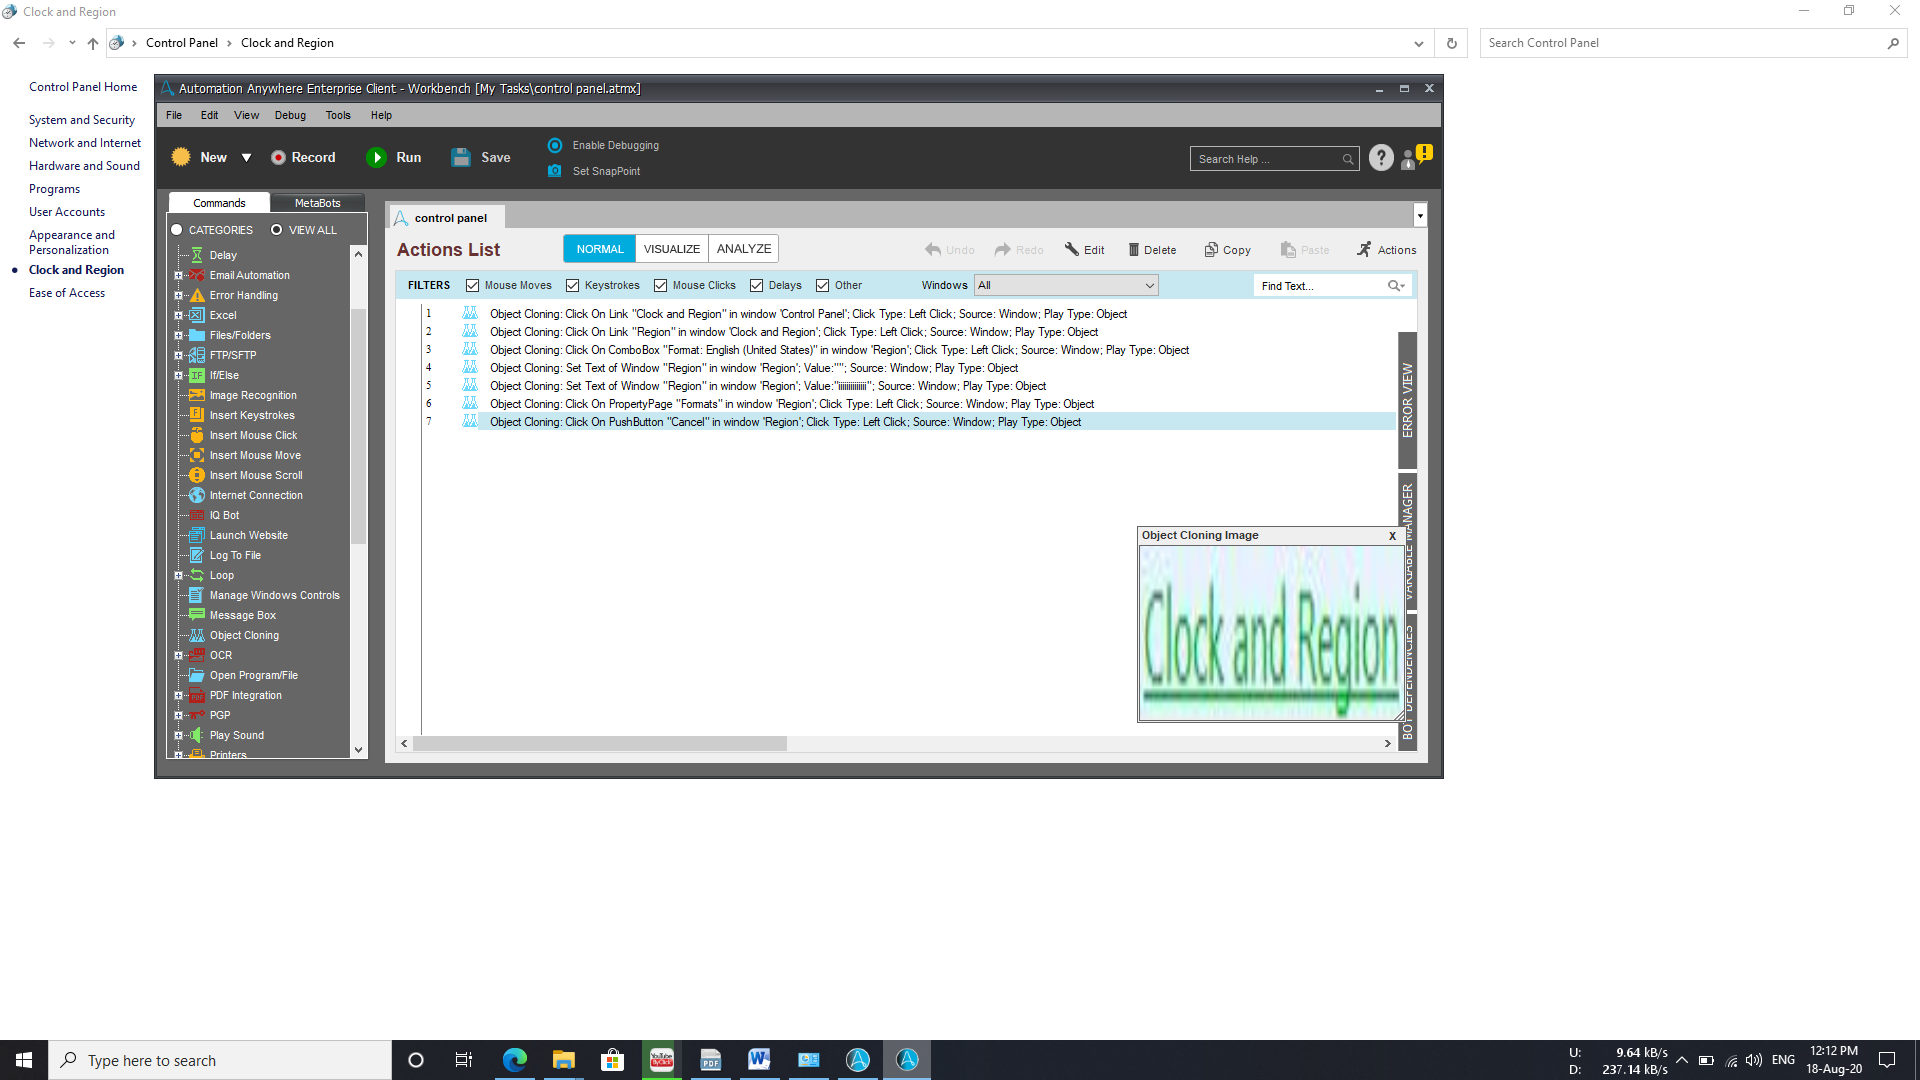 Clock and Region
Control Panel > Clock and Region
Search Control Panel
Control Panel Home
System and Security
Network and Internet
Hardware and Sound
Programs
User Accounts
Appearance and
Personalization
Clock and Region
Ease of Access
Automation Anywhere Enterprise Client - Workbench [My Tasks\control panel.atmx]
File Edit View Debug Tools Help
New Record Run Save
Enable Debugging
Set SnapPoint
Search Help ...
Commands MetaBots
CATEGORIES VIEW ALL
Delay
Email Automation
Error Handling
Excel
Files/Folders
FTP/SFTP
If/Else
Image Recognition
Insert Keystrokes
Insert Mouse Click
Insert Mouse Move
Insert Mouse Scroll
Internet Connection
IQ Bot
Launch Website
Log To File
Loop
Manage Windows Controls
Message Box
Object Cloning
OCR
Open Program/File
PDF Integration
PGP
Play Sound
Printers
control panel
Actions List
NORMAL VISUALIZE ANALYZE
Undo Redo Edit Delete Copy Paste Actions
FILTERS Mouse Moves Keystrokes Mouse Clicks Delays Other Windows All Find Text...
1 Object Cloning: Click On Link "Clock and Region" in window 'Control Panel'; Click Type: Left Click; Source: Window; Play Type: Object
2 Object Cloning: Click On Link "Region" in window 'Clock and Region'; Click Type: Left Click; Source: Window; Play Type: Object
3 Object Cloning: Click On ComboBox "Format: English (United States)" in window 'Region'; Click Type: Left Click; Source: Window; Play Type: Object
4 Object Cloning: Set Text of Window "Region" in window 'Region'; Value:""; Source: Window; Play Type: Object
5 Object Cloning: Set Text of Window "Region" in window 'Region'; Value:"iiiiiiiiiiiiii"; Source: Window; Play Type: Object
6 Object Cloning: Click On PropertyPage "Formats" in window 'Region'; Click Type: Left Click; Source: Window; Play Type: Object
7 Object Cloning: Click On PushButton "Cancel" in window 'Region'; Click Type: Left Click; Source: Window; Play Type: Object
ERROR VIEW
VARIABLE MANAGER
BOT DEPENDENCIES
Object Cloning Image X
Clock and Region
Type here to search
U: 9.64 kB/s
D: 237.14 kB/s
ENG
12:12 PM
18-Aug-20